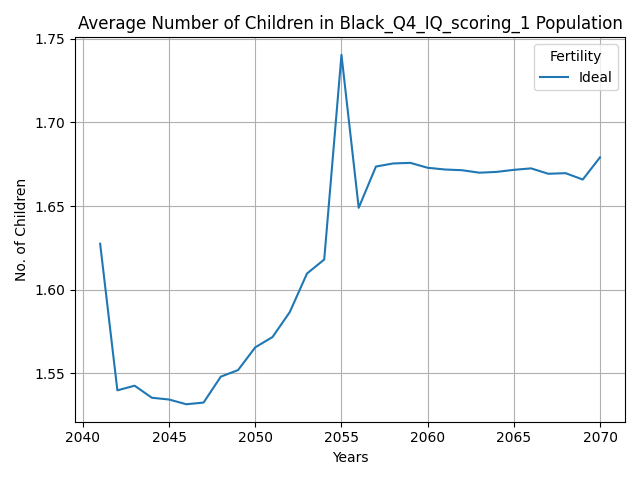 Average Number of Children in Black_Q4_IQ_scoring_1 Population
Fertility
Ideal
No. of Children
1.75
1.70
1.65
1.60
1.55
2040 2045 2050 2055 2060 2065 2070
Years